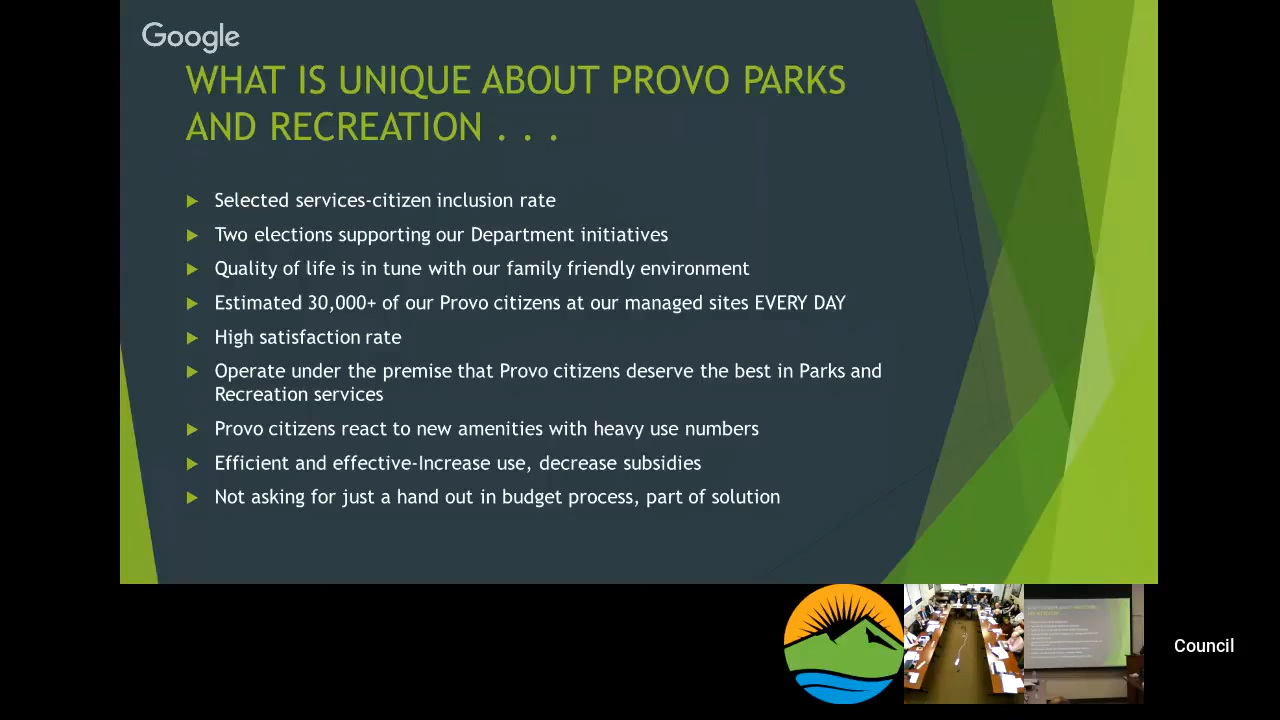 Google
WHAT IS UNIQUE ABOUT PROVO PARKS
AND RECREATION . . .
Selected services-citizen inclusion rate
Two elections supporting our Department initiatives
Quality of life is in tune with our family friendly environment
Estimated 30,000+ of our Provo citizens at our managed sites EVERY DAY
High satisfaction rate
Operate under the premise that Provo citizens deserve the best in Parks and
Recreation services
Provo citizens react to new amenities with heavy use numbers
Efficient and effective-Increase use, decrease subsidies
Not asking for just a hand out in budget process, part of solution
Council